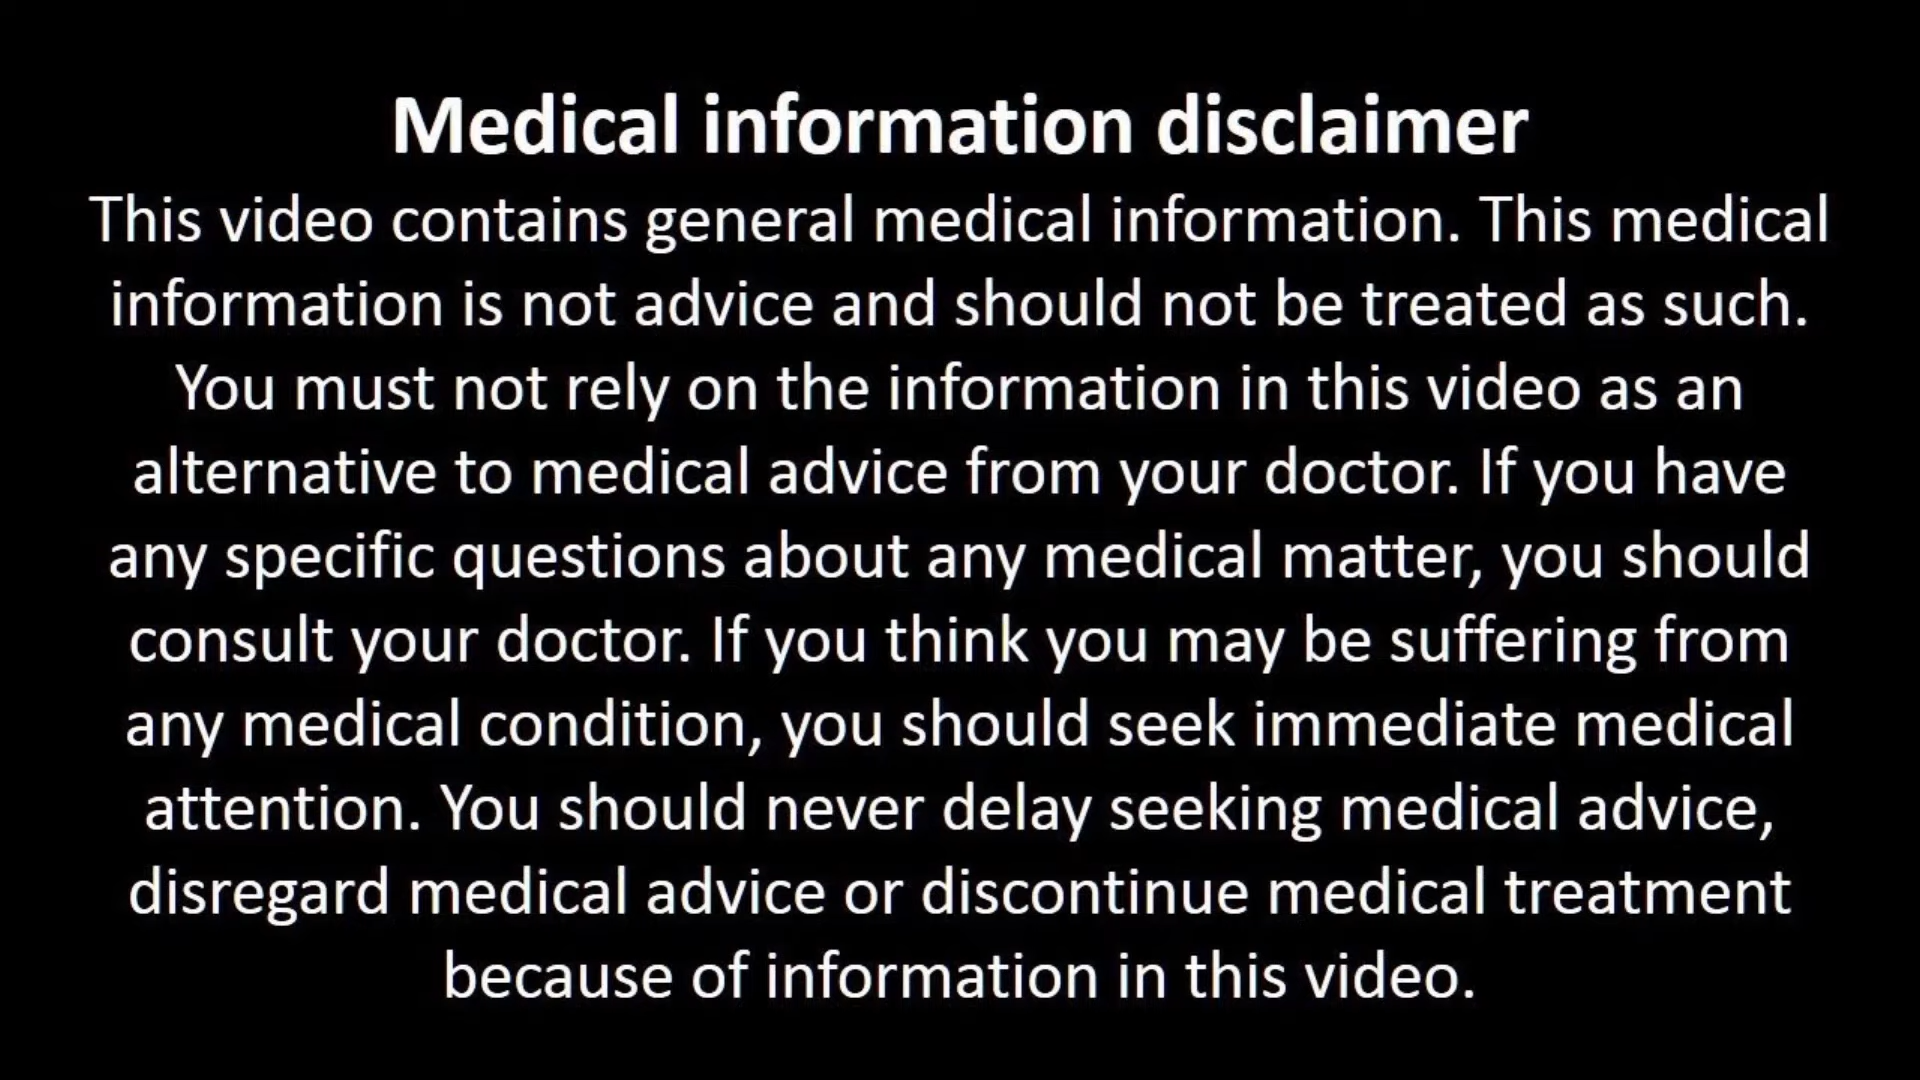 Medical information disclaimer
This video contains general medical information. This medical
information is not advice and should not be treated as such.
You must not rely on the information in this video as an
alternative to medical advice from your doctor. If you have
any specific questions about any medical matter, you should
consult your doctor. If you think you may be suffering from
any medical condition, you should seek immediate medical
attention. You should never delay seeking medical advice,
disregard medical advice or discontinue medical treatment
because of information in this video.